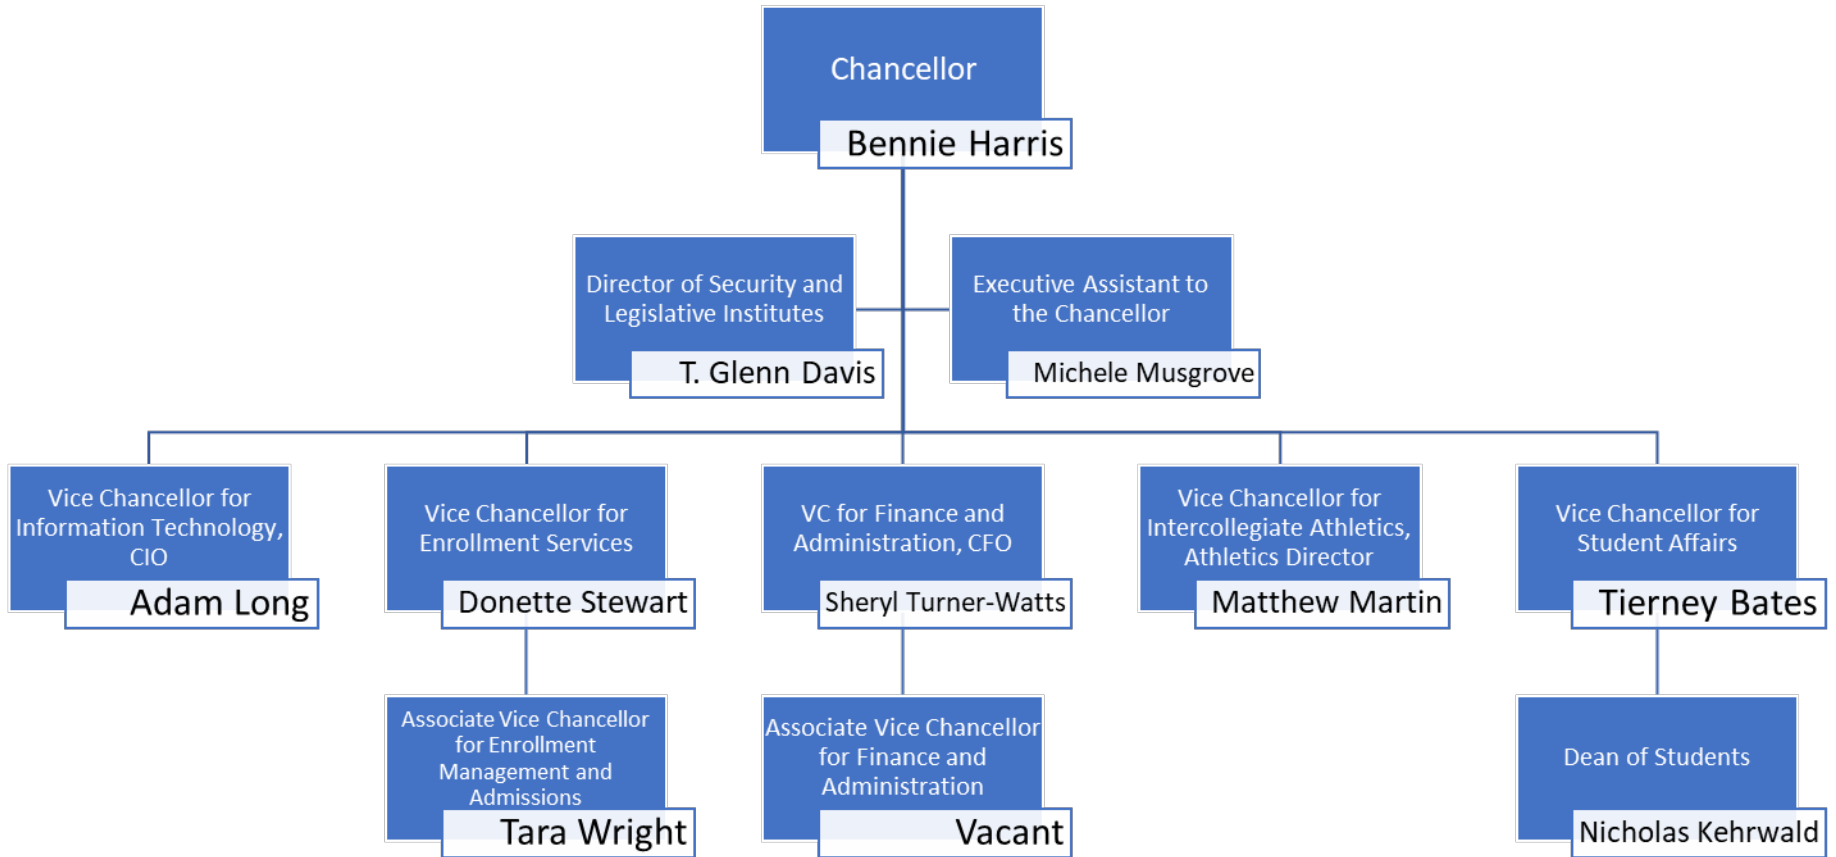 Chancellor
Bennie Harris
Director of Security and
Legislative Institutes
T. Glenn Davis
Executive Assistant to
the Chancellor
Michele Musgrove
Vice Chancellor for
Information Technology,
CIO
Adam Long
Vice Chancellor for
Enrollment Services
Donette Stewart
VC for Finance and
Administration, CFO
Sheryl Turner-Watts
Vice Chancellor for
Intercollegiate Athletics,
Athletics Director
Matthew Martin
Vice Chancellor for
Student Affairs
Tierney Bates
Associate Vice Chancellor
for Enrollment
Management and
Admissions
Tara Wright
Associate Vice Chancellor
for Finance and
Administration
Vacant
Dean of Students
Nicholas Kehrwald